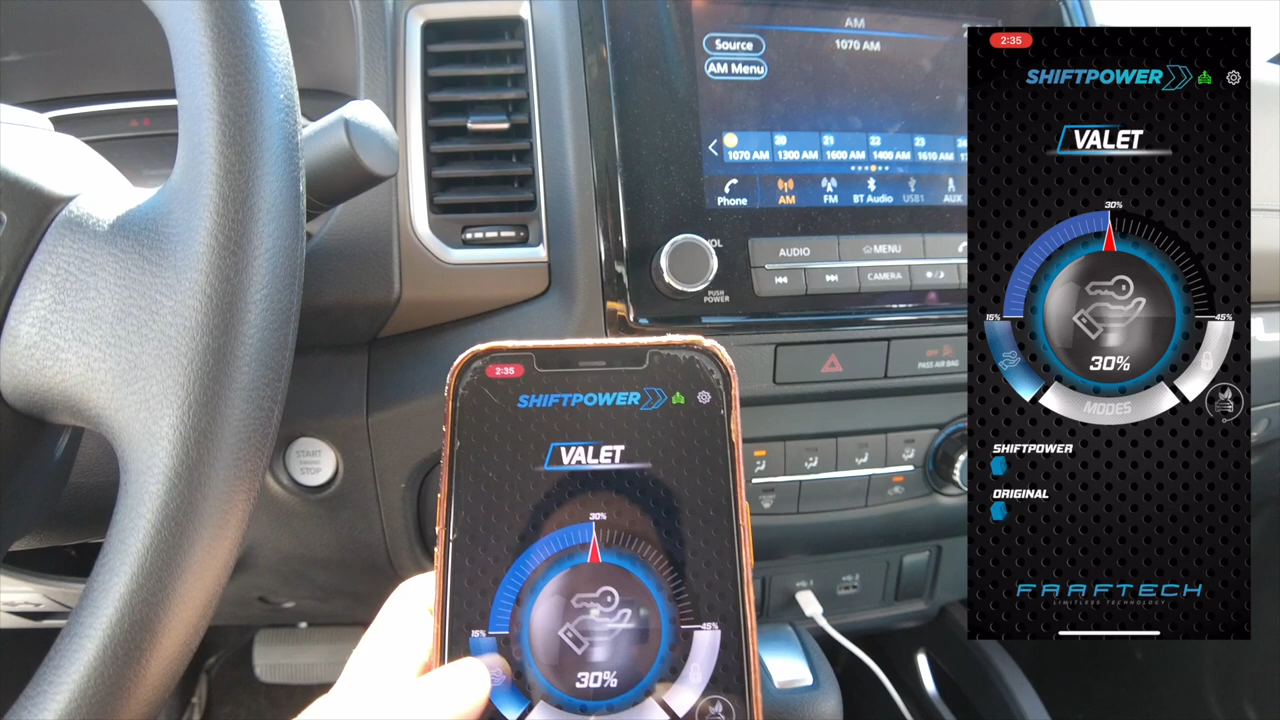 AM
Source
1070 AM
AM Menu
20 21 22 23
1070 AM 1300 AM 1600 AM 1400 AM 1610 AM
Phone AM FM BT Audio USB1 AUX
VOL
PUSH
POWER
AUDIO MENU
CAMERA
OFF
PASS AIR BAG
START
ENGINE
STOP
2:35
SHIFTPOWER
VALET
30%
15% 45%
30%
2:35
SHIFTPOWER
VALET
30%
15% 45%
30%
MODES
SHIFTPOWER
ORIGINAL
FAAFTECH
LIMITLESS TECHNOLOGY